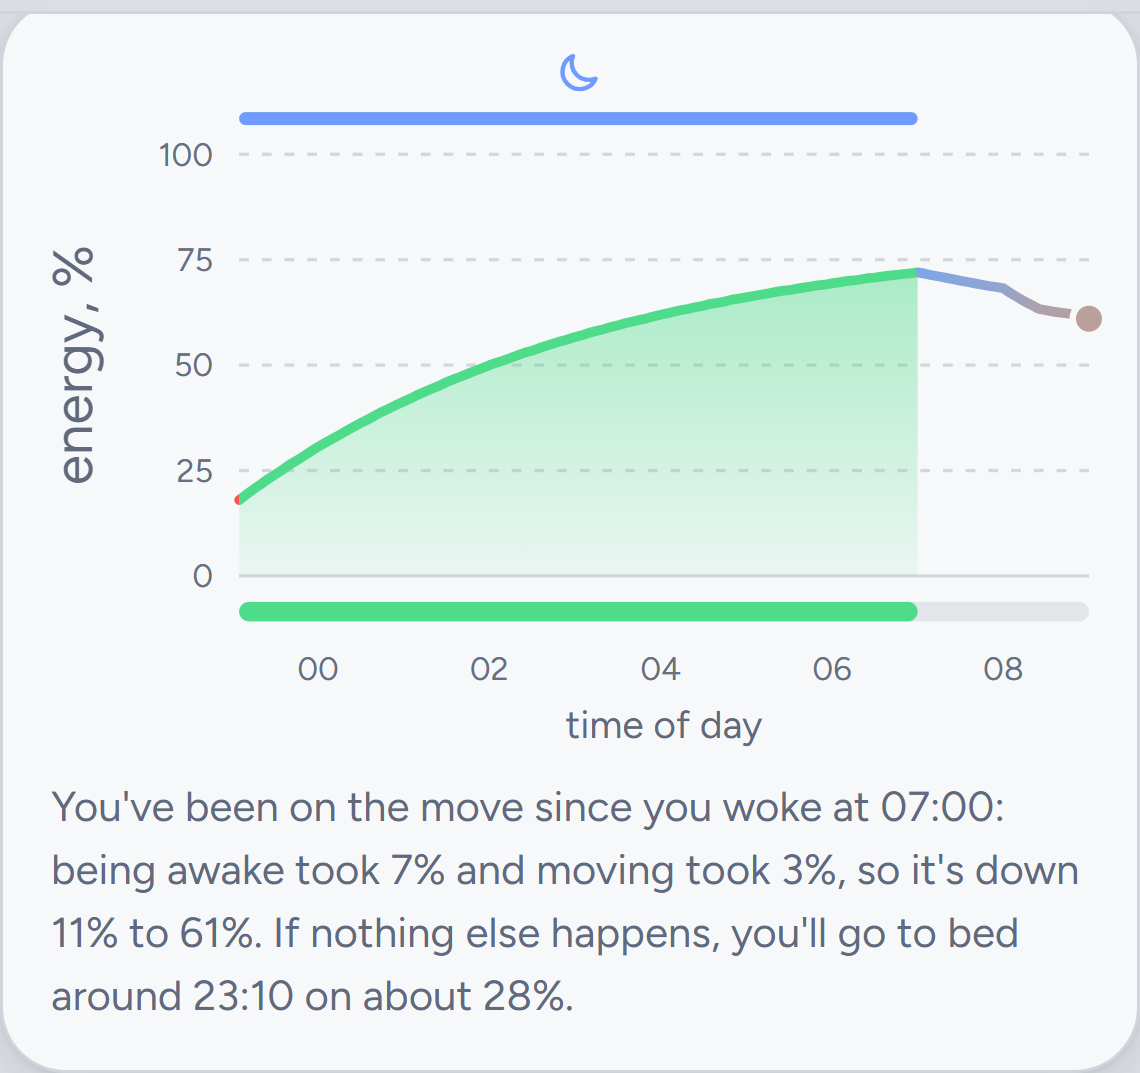 100
75
50
25
0
energy, %
00 02 04 06 08
time of day
You've been on the move since you woke at 07:00:
being awake took 7% and moving took 3%, so it's down
11% to 61%. If nothing else happens, you'll go to bed
around 23:10 on about 28%.